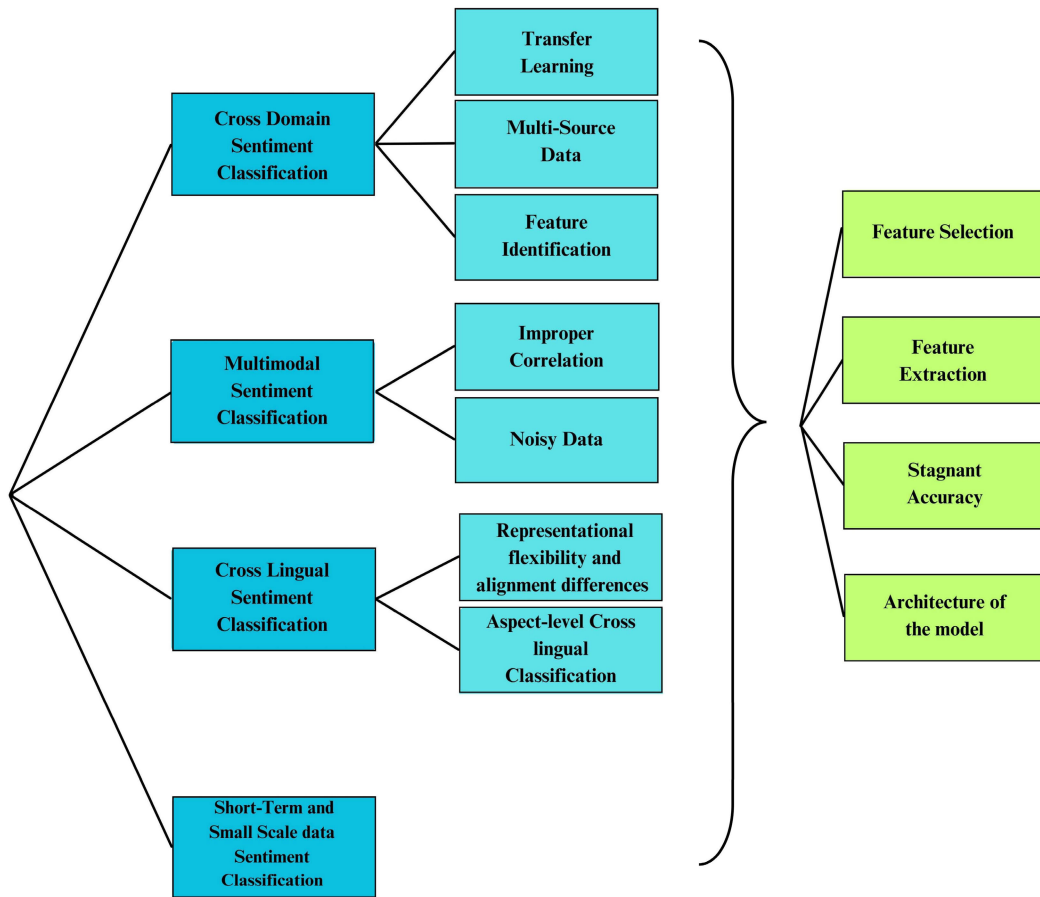 Transfer
Learning
Cross Domain
Sentiment
Classification
Multi-Source
Data
Feature
Identification
Multimodal
Sentiment
Classification
Improper
Correlation
Noisy Data
Cross Lingual
Sentiment
Classification
Representational
flexibility and
alignment differences
Aspect-level Cross
lingual
Classification
Short-Term and
Small Scale data
Sentiment
Classification
Feature Selection
Feature
Extraction
Stagnant
Accuracy
Architecture of
the model